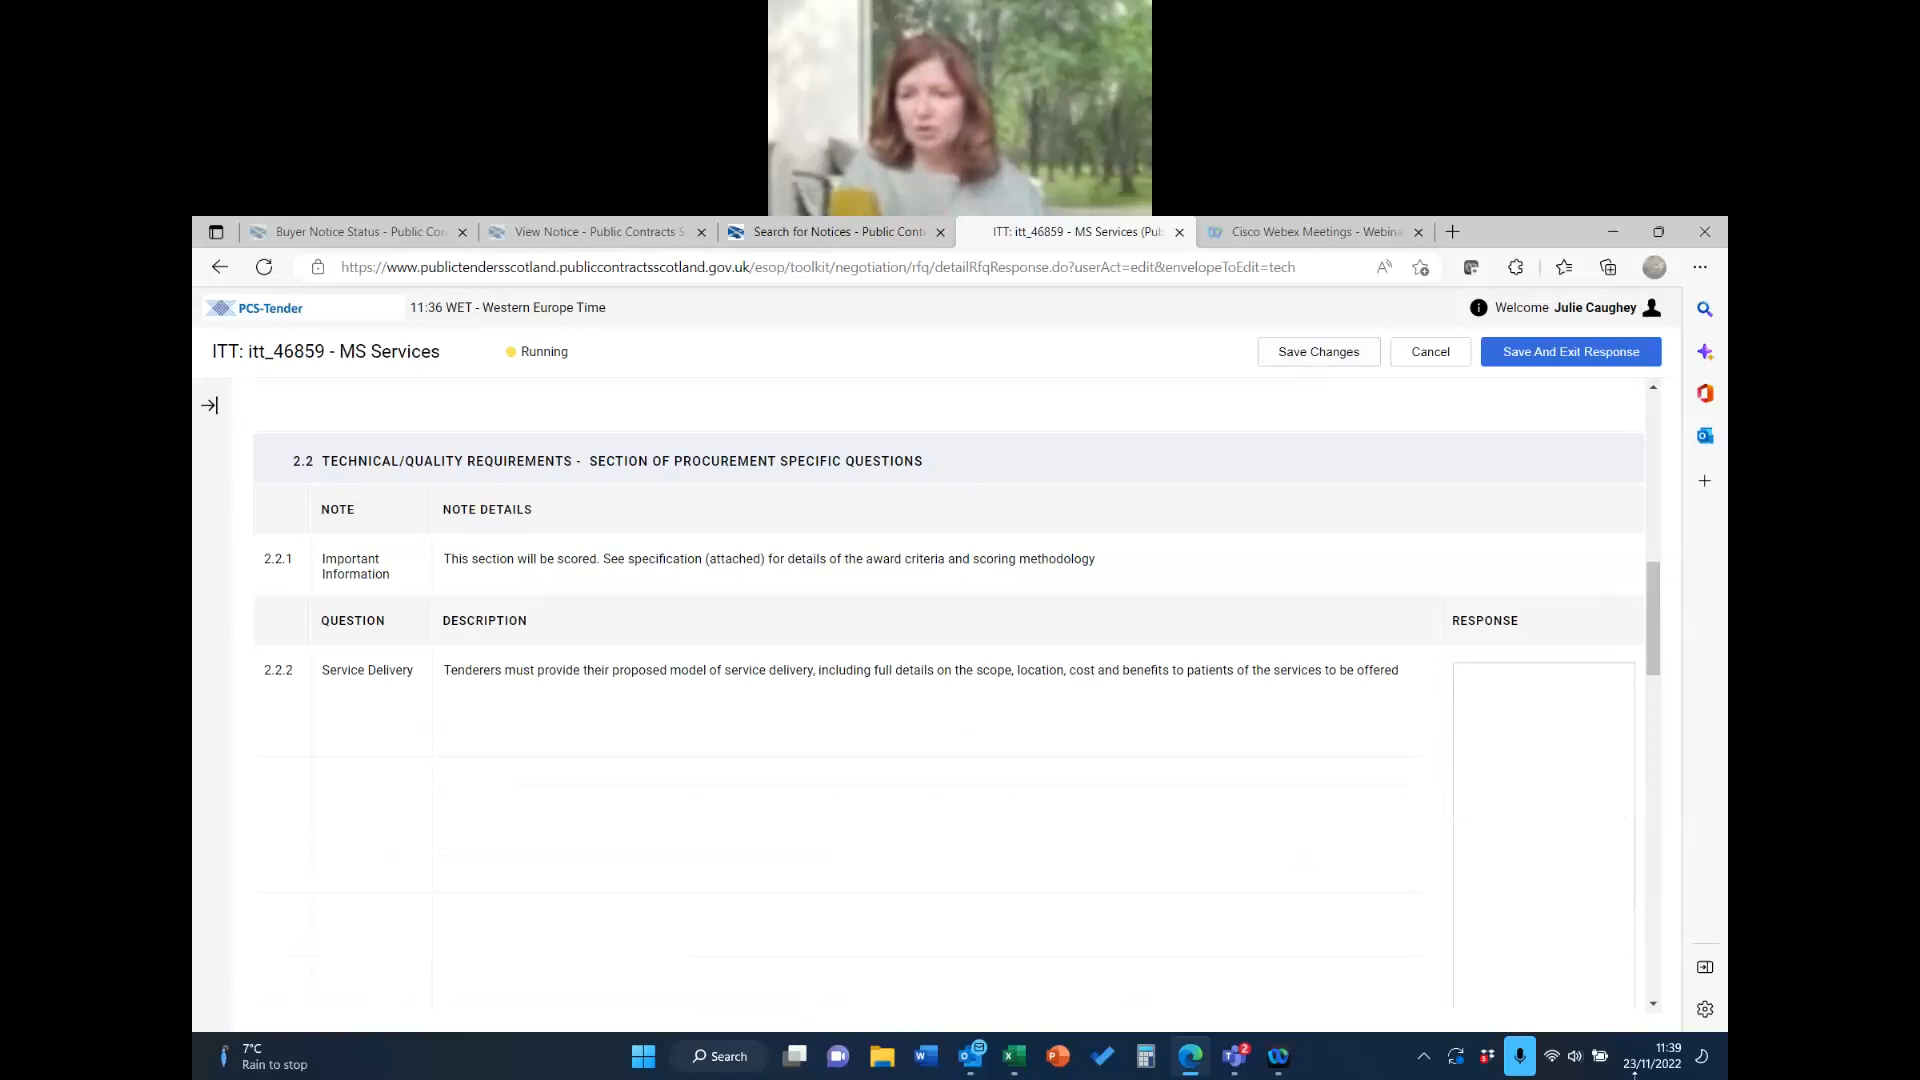 Buyer Notice Status - Public Con
View Notice - Public Contracts S
Search for Notices - Public Contr
ITT: itt_46859 - MS Services (Pub
Cisco Webex Meetings - Webina
https://www.publictendersscotland.publiccontractsscotland.gov.uk/esop/toolkit/negotiation/rfq/detailRfqResponse.do?userAct=edit&envelopeToEdit=tech
PCS-Tender
11:36 WET - Western Europe Time
Welcome Julie Caughey
ITT: itt_46859 - MS Services
Running
Save Changes
Cancel
Save And Exit Response
2.2 TECHNICAL/QUALITY REQUIREMENTS - SECTION OF PROCUREMENT SPECIFIC QUESTIONS
NOTE
NOTE DETAILS
2.2.1
Important
Information
This section will be scored. See specification (attached) for details of the award criteria and scoring methodology
QUESTION
DESCRIPTION
RESPONSE
2.2.2
Service Delivery
Tenderers must provide their proposed model of service delivery, including full details on the scope, location, cost and benefits to patients of the services to be offered
7°C
Rain to stop
Search
2
11:39
23/11/2022